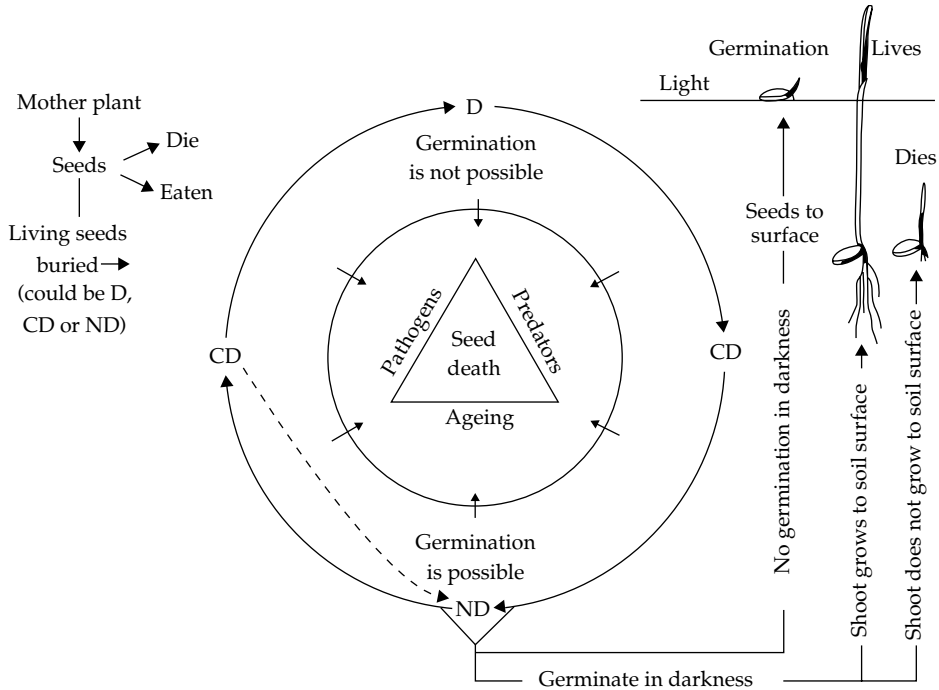 Mother plant
Seeds
Die
Eaten
Living seeds
buried
(could be D,
CD or ND)
D
Germination
is not possible
CD
CD
Pathogens
Predators
Seed
death
Ageing
Germination
is possible
ND
Germination
Lives
Light
Dies
Seeds to
surface
No germination in darkness
Shoot grows to soil surface
Shoot does not grow to soil surface
Germinate in darkness